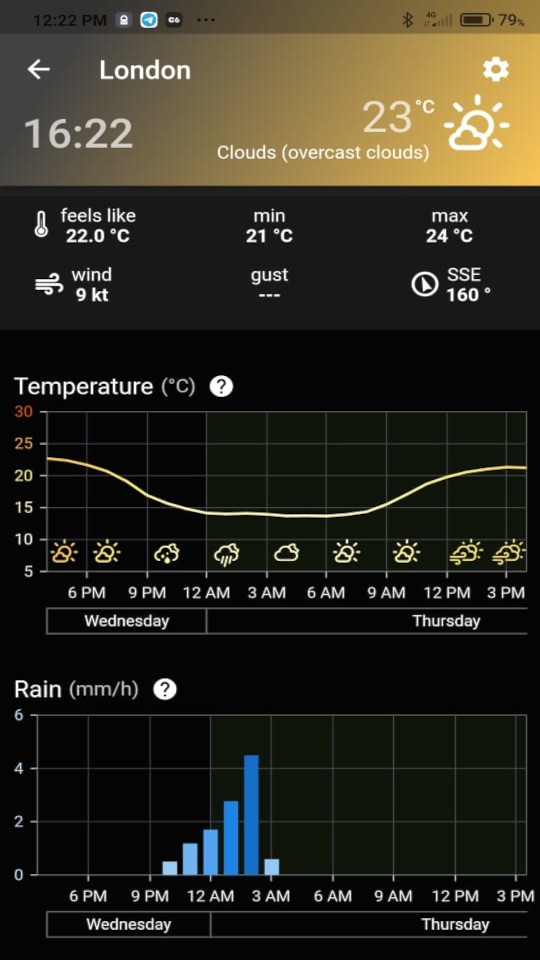 12:22 PM ... 4G 79%
London
16:22 23 °C
Clouds (overcast clouds)
feels like min max
22.0 °C 21 °C 24 °C
wind gust SSE
9 kt --- 160 °
Temperature (°C) ?
30
25
20
15
10
5
6 PM 9 PM 12 AM 3 AM 6 AM 9 AM 12 PM 3 PM
Wednesday Thursday
Rain (mm/h) ?
6
4
2
0
6 PM 9 PM 12 AM 3 AM 6 AM 9 AM 12 PM 3 PM
Wednesday Thursday